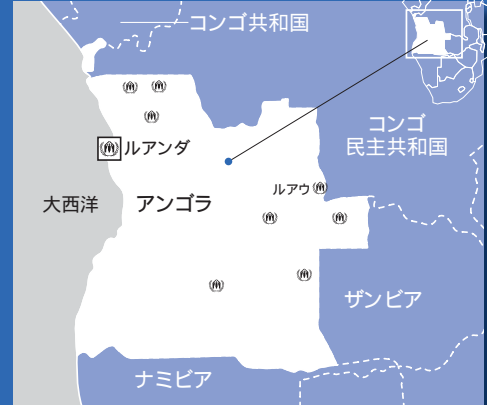 コンゴ共和国
コンゴ
民主共和国
ルアンダ
ルアウ
大西洋
アンゴラ
ザンビア
ナミビア